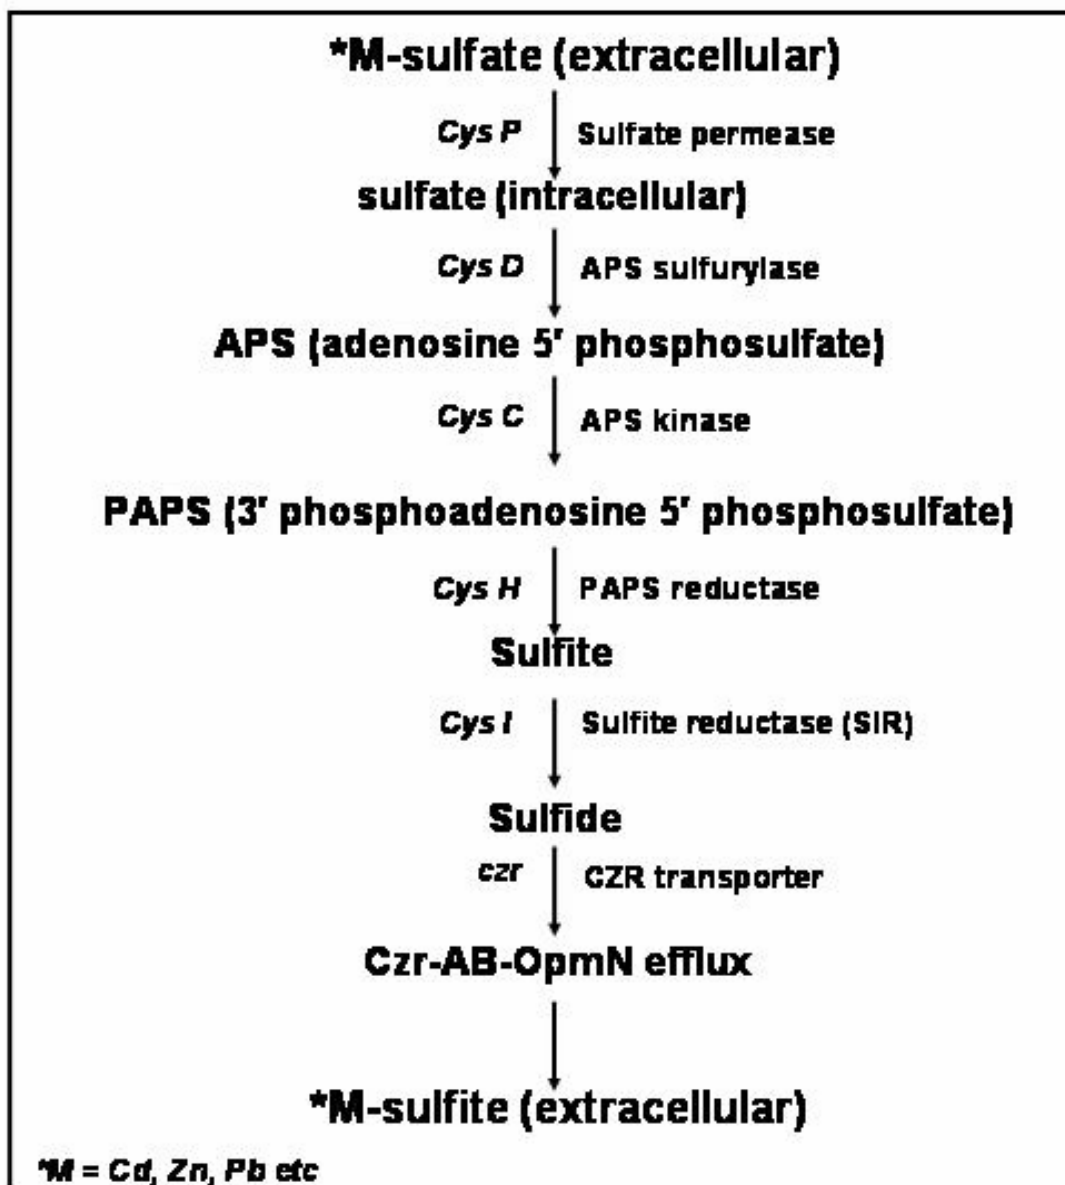 *M-sulfate (extracellular)
Cys P Sulfate permease
sulfate (intracellular)
Cys D APS sulfurylase
APS (adenosine 5' phosphosulfate)
Cys C APS kinase
PAPS (3' phosphoadenosine 5' phosphosulfate)
Cys H PAPS reductase
Sulfite
Cys I Sulfite reductase (SIR)
Sulfide
czr CZR transporter
Czr-AB-OpmN efflux
*M-sulfite (extracellular)
*M = Cd, Zn, Pb etc